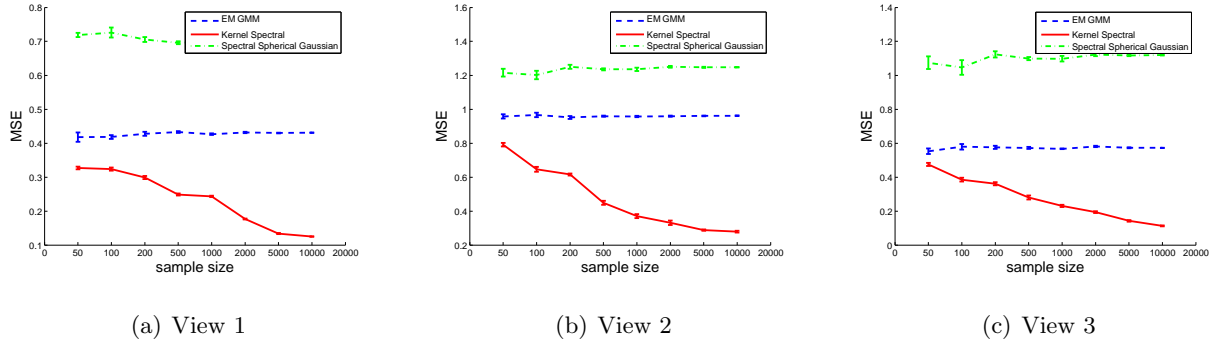 0.8
0.7
0.6
0.5
0.4
0.3
0.2
0.1
MSE
0 50 100 200 500 1000 2000 5000 10000 20000
sample size
EM GMM
Kernel Spectral
Spectral Spherical Gaussian
(a) View 1
1.6
1.4
1.2
1
0.8
0.6
0.4
0.2
MSE
0 50 100 200 500 1000 2000 5000 10000 20000
sample size
EM GMM
Kernel Spectral
Spectral Spherical Gaussian
(b) View 2
1.4
1.2
1
0.8
0.6
0.4
0.2
0
MSE
0 50 100 200 500 1000 2000 5000 10000 20000
sample size
EM GMM
Kernel Spectral
Spectral Spherical Gaussian
(c) View 3